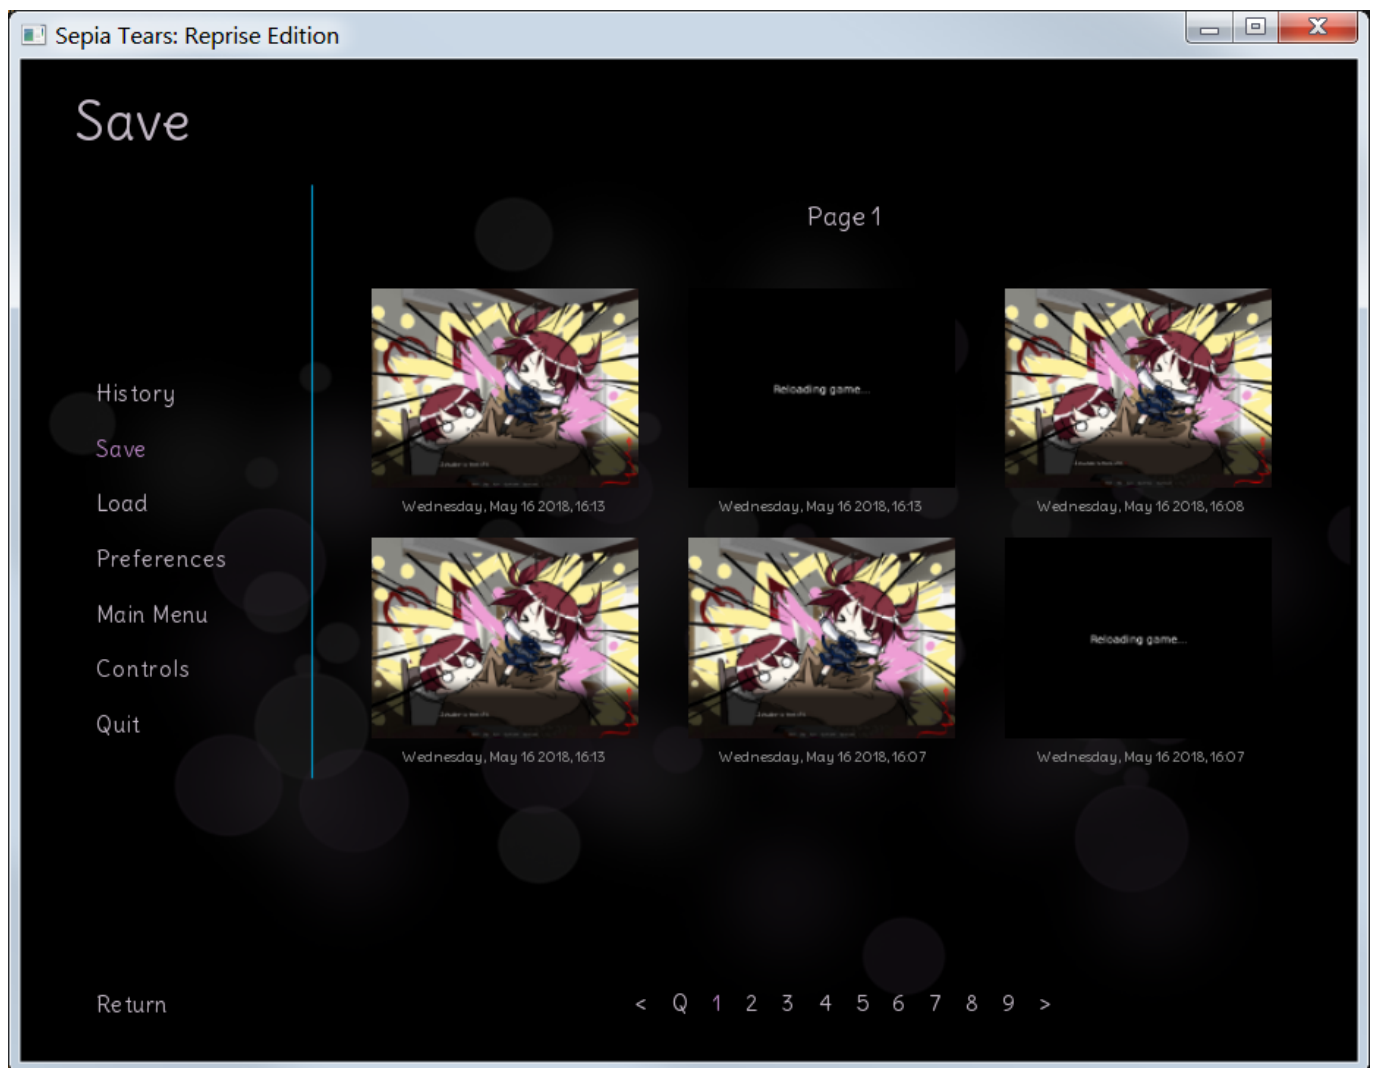 Sepia Tears: Reprise Edition
Save
Page 1
History
Save
Load
Preferences
Main Menu
Controls
Quit
Reloading game...
Wednesday, May 16 2018, 16:13
Wednesday, May 16 2018, 16:13
Wednesday, May 16 2018, 16:08
Reloading game...
Wednesday, May 16 2018, 16:13
Wednesday, May 16 2018, 16:07
Wednesday, May 16 2018, 16:07
Return
< Q 1 2 3 4 5 6 7 8 9 >